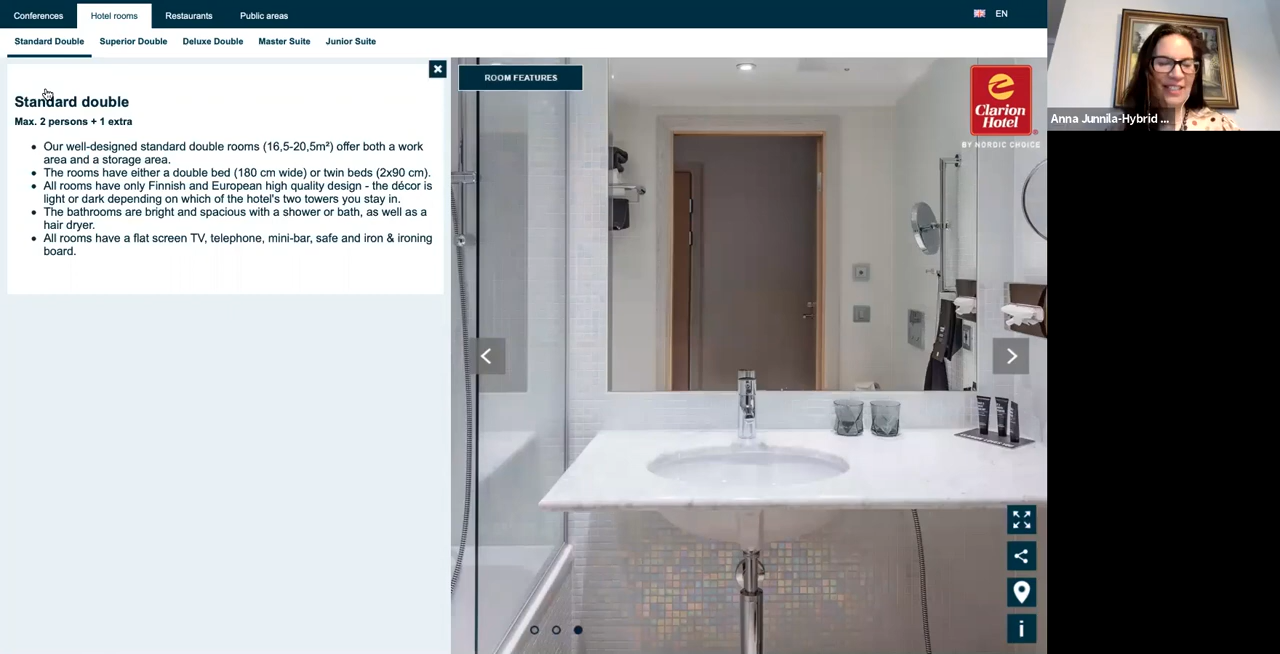 Conferences
Hotel rooms
Restaurants
Public areas
EN
Standard Double
Superior Double
Deluxe Double
Master Suite
Junior Suite
Standard double
Max. 2 persons + 1 extra
Our well-designed standard double rooms (16,5-20,5m²) offer both a work
area and a storage area.
The rooms have either a double bed (180 cm wide) or twin beds (2x90 cm).
All rooms have only Finnish and European high quality design - the décor is
light or dark depending on which of the hotel's two towers you stay in.
The bathrooms are bright and spacious with a shower or bath, as well as a
hair dryer.
All rooms have a flat screen TV, telephone, mini-bar, safe and iron & ironing
board.
ROOM FEATURES
Clarion
Hotel
BY NORDIC CHOICE
Anna Junnila-Hybrid ...